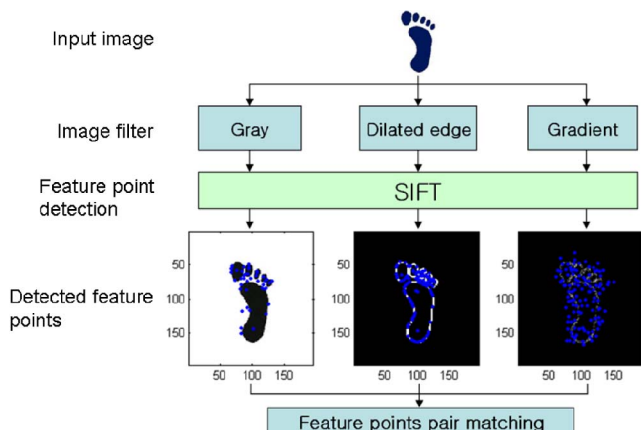 Input image
Image filter
Gray
Dilated edge
Gradient
Feature point
detection
SIFT
Detected feature
points
50
100
150
50 100 150
50
100
150
50 100 150
50
100
150
50 100 150
Feature points pair matching